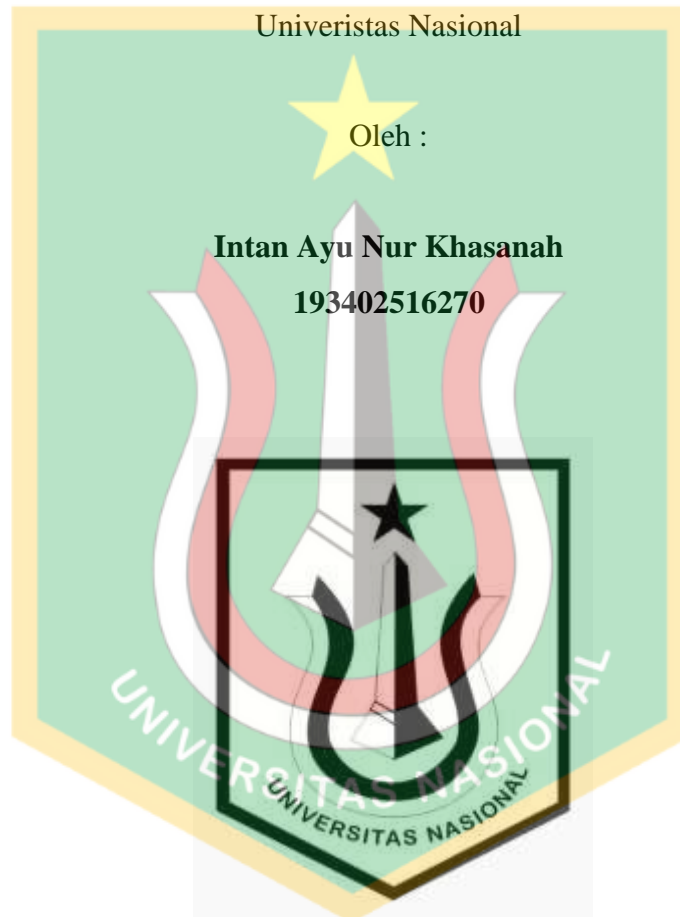 Univeristas Nasional
Oleh :
Intan Ayu Nur Khasanah
193402516270
UNIVERSITAS NASIONAL
UNIVERSITAS NASIONAL